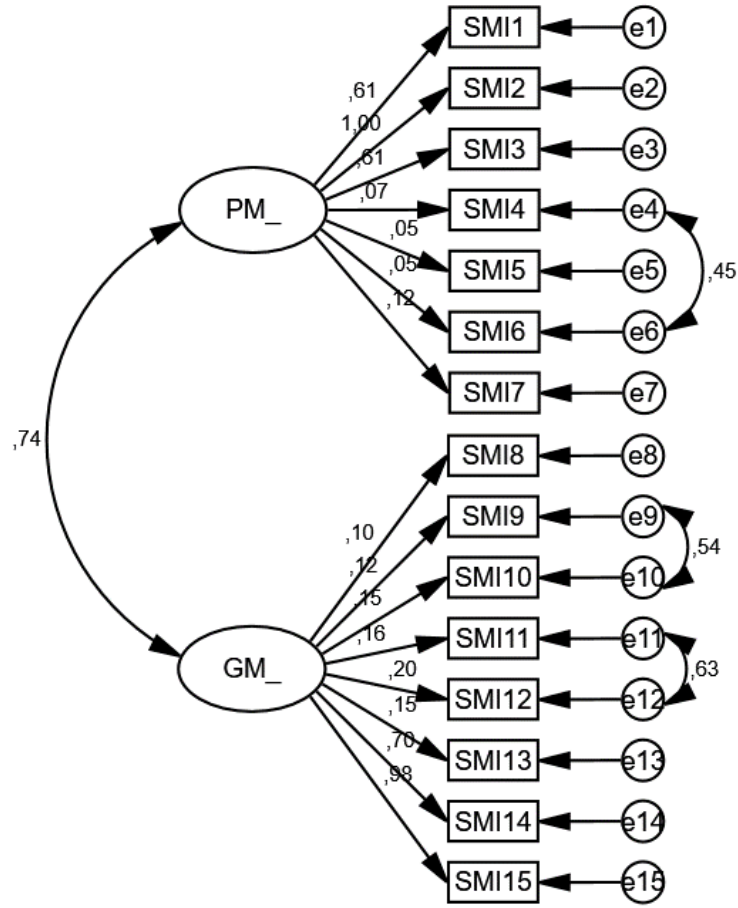 SMI1 e1
,61
SMI2 e2
1,00
SMI3 e3
,61
,07
PM_ SMI4 e4
,05
SMI5 e5 ,45
,05
,12
SMI6 e6
SMI7 e7
,74
SMI8 e8
SMI9 e9
,10
,54
,12
SMI10 e10
,15
,16
SMI11 e11
GM_ ,20 ,63
SMI12 e12
,15
,70
SMI13 e13
,98
SMI14 e14
SMI15 e15